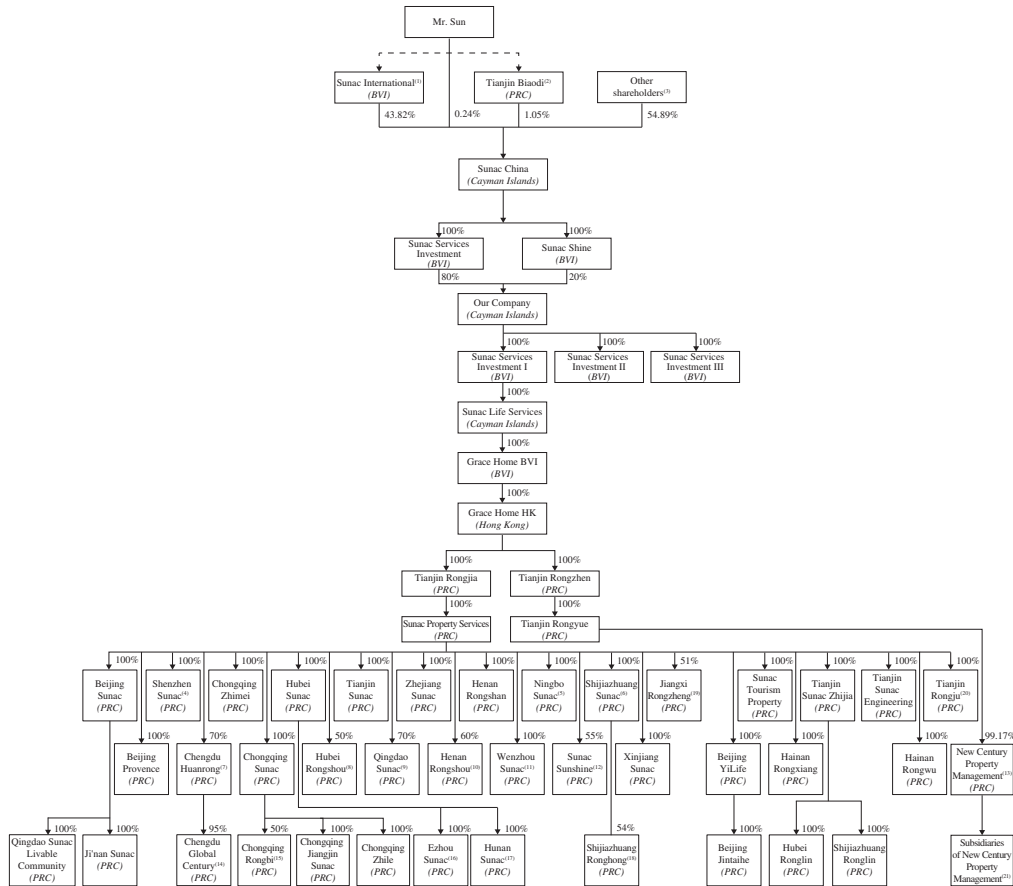 Mr. Sun
Sunac International(1)
(BVI)
Tianjin Biaodi(2)
(PRC)
Other
shareholders(3)
43.82%
0.24%
1.05%
54.89%
Sunac China
(Cayman Islands)
100%
100%
Sunac Services
Investment
(BVI)
Sunac Shine
(BVI)
80%
20%
Our Company
(Cayman Islands)
100%
100%
100%
Sunac Services
Investment I
(BVI)
Sunac Services
Investment II
(BVI)
Sunac Services
Investment III
(BVI)
100%
Sunac Life Services
(Cayman Islands)
100%
Grace Home BVI
(BVI)
100%
Grace Home HK
(Hong Kong)
100%
100%
Tianjin Rongjia
(PRC)
Tianjin Rongzhen
(PRC)
100%
100%
Sunac Property Services
(PRC)
Tianjin Rongyue
(PRC)
100%
100%
100%
100%
100%
100%
100%
100%
100%
51%
100%
100%
100%
100%
Beijing
Sunac
(PRC)
Shenzhen
Sunac(4)
(PRC)
Chongqing
Zhimei
(PRC)
Hubei
Sunac
(PRC)
Tianjin
Sunac
(PRC)
Zhejiang
Sunac
(PRC)
Henan
Rongshan
(PRC)
Ningbo
Sunac(5)
(PRC)
Shijiazhuang
Sunac(6)
(PRC)
Jiangxi
Rongzheng(19)
(PRC)
Sunac
Tourism
Property
(PRC)
Tianjin
Sunac Zhijia
(PRC)
Tianjin
Sunac
Engineering
(PRC)
Tianjin
Rongju(20)
(PRC)
100%
70%
100%
50%
70%
60%
100%
55%
100%
100%
100%
100%
99.17%
Beijing
Provence
(PRC)
Chengdu
Huanrong(7)
(PRC)
Chongqing
Sunac
(PRC)
Hubei
Rongshou(8)
(PRC)
Qingdao
Sunac(9)
(PRC)
Henan
Rongshou(10)
(PRC)
Wenzhou
Sunac(11)
(PRC)
Sunac
Sunshine(12)
(PRC)
Xinjiang
Sunac
(PRC)
Beijing
YiLife
(PRC)
Hainan
Rongxiang
(PRC)
Hainan
Rongwu
(PRC)
New Century
Property
Management(13)
(PRC)
100%
100%
95%
50%
100%
100%
100%
100%
54%
100%
100%
100%
Qingdao Sunac
Livable
Community
(PRC)
Ji'nan Sunac
(PRC)
Chengdu
Global
Century(14)
(PRC)
Chongqing
Rongbi(15)
(PRC)
Chongqing
Jiangjin
Sunac
(PRC)
Chongqing
Zhile
(PRC)
Ezhou
Sunac(16)
(PRC)
Hunan
Sunac(17)
(PRC)
Shijiazhuang
Ronghong(18)
(PRC)
Beijing
Jintaihe
(PRC)
Hubei
Ronglin
(PRC)
Shijiazhuang
Ronglin
(PRC)
Subsidiaries
of New Century
Property
Management(21)